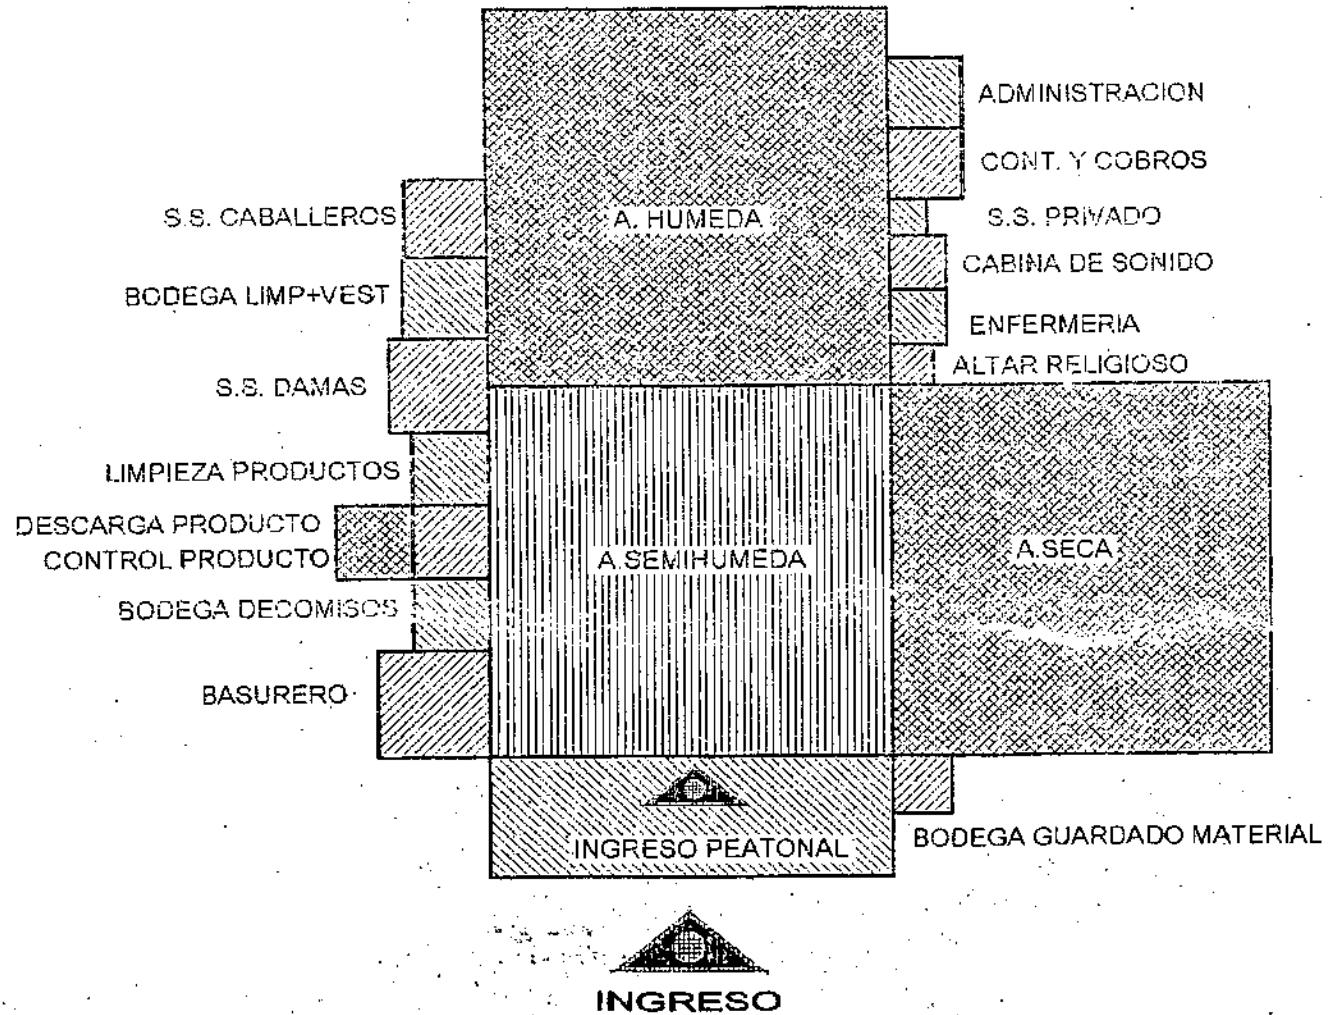 ADMINISTRACION
CONT. Y COBROS
S.S. CABALLEROS
A. HUMEDA
S.S. PRIVADO
CABINA DE SONIDO
BODEGA LIMP+VEST
ENFERMERIA
ALTAR RELIGIOSO
S.S. DAMAS
LIMPIEZA PRODUCTOS
DESCARGA PRODUCTO
CONTROL PRODUCTO
A.SEMIHUMEDA
A.SECA
BODEGA DECOMISOS
BASURERO
INGRESO PEATONAL
BODEGA GUARDADO MATERIAL
INGRESO